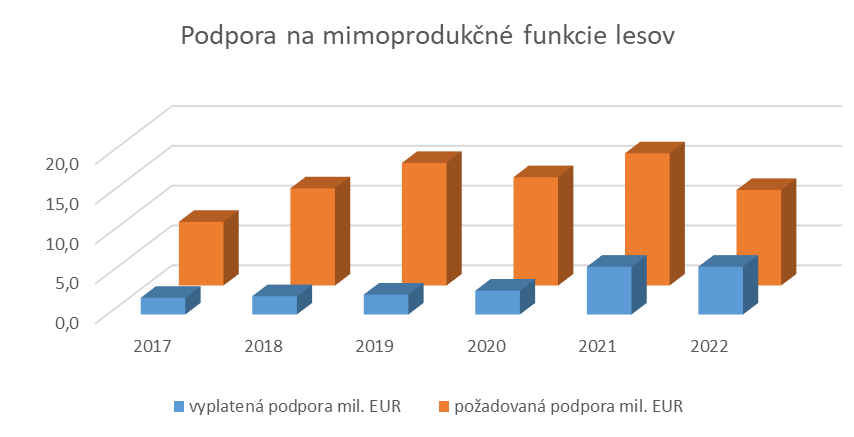 Podpora na mimoprodukčné funkcie lesov
20,0
15,0
10,0
5,0
0,0
2017 2018 2019 2020 2021 2022
vyplatená podpora mil. EUR požadovaná podpora mil. EUR